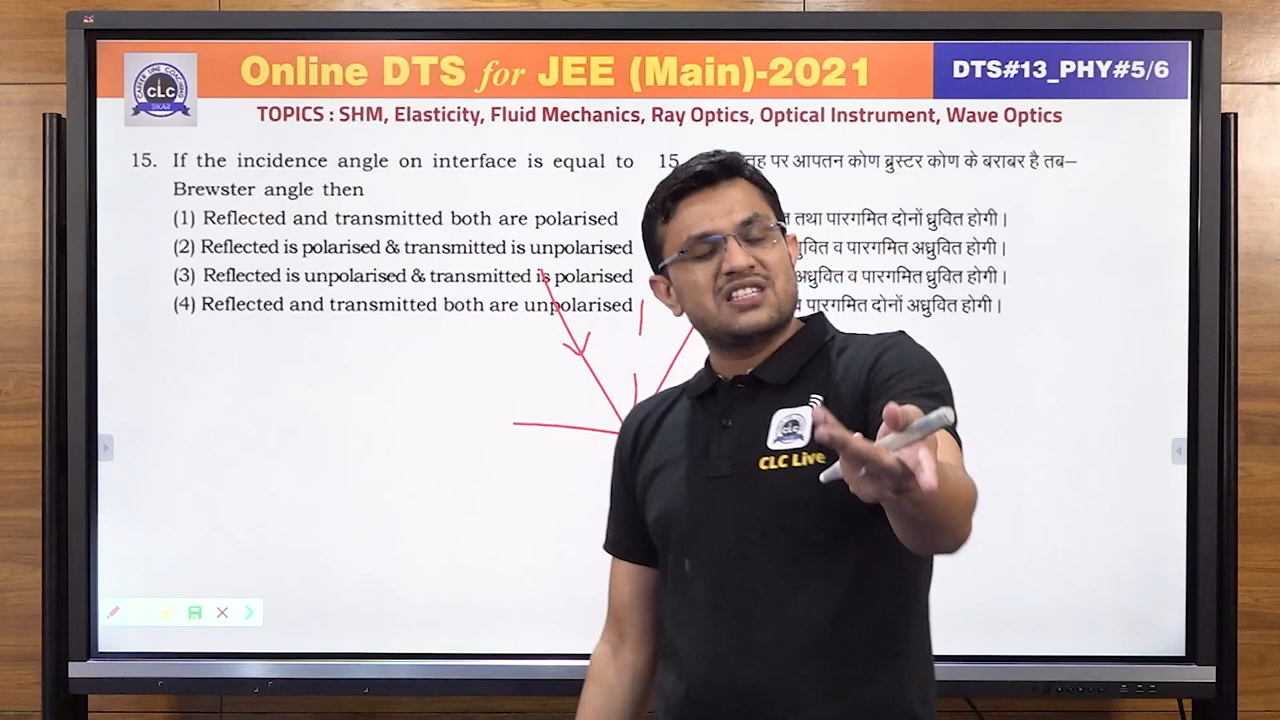 Online DTS for JEE (Main)-2021
DTS#13_PHY#5/6
CLC
SIKAR
TOPICS : SHM, Elasticity, Fluid Mechanics, Ray Optics, Optical Instrument, Wave Optics
15. If the incidence angle on interface is equal to
Brewster angle then
(1) Reflected and transmitted both are polarised
(2) Reflected is polarised & transmitted is unpolarised
(3) Reflected is unpolarised & transmitted is polarised
(4) Reflected and transmitted both are unpolarised
15. पर आपतन कोण ब्रुस्टर कोण के बराबर है तब–
तथा पारगमित दोनों ध्रुवित होगी।
व पारगमित अध्रुवित होगी।
अध्रुवित व पारगमित ध्रुवित होगी।
पारगमित दोनों अध्रुवित होगी।
CLC Live